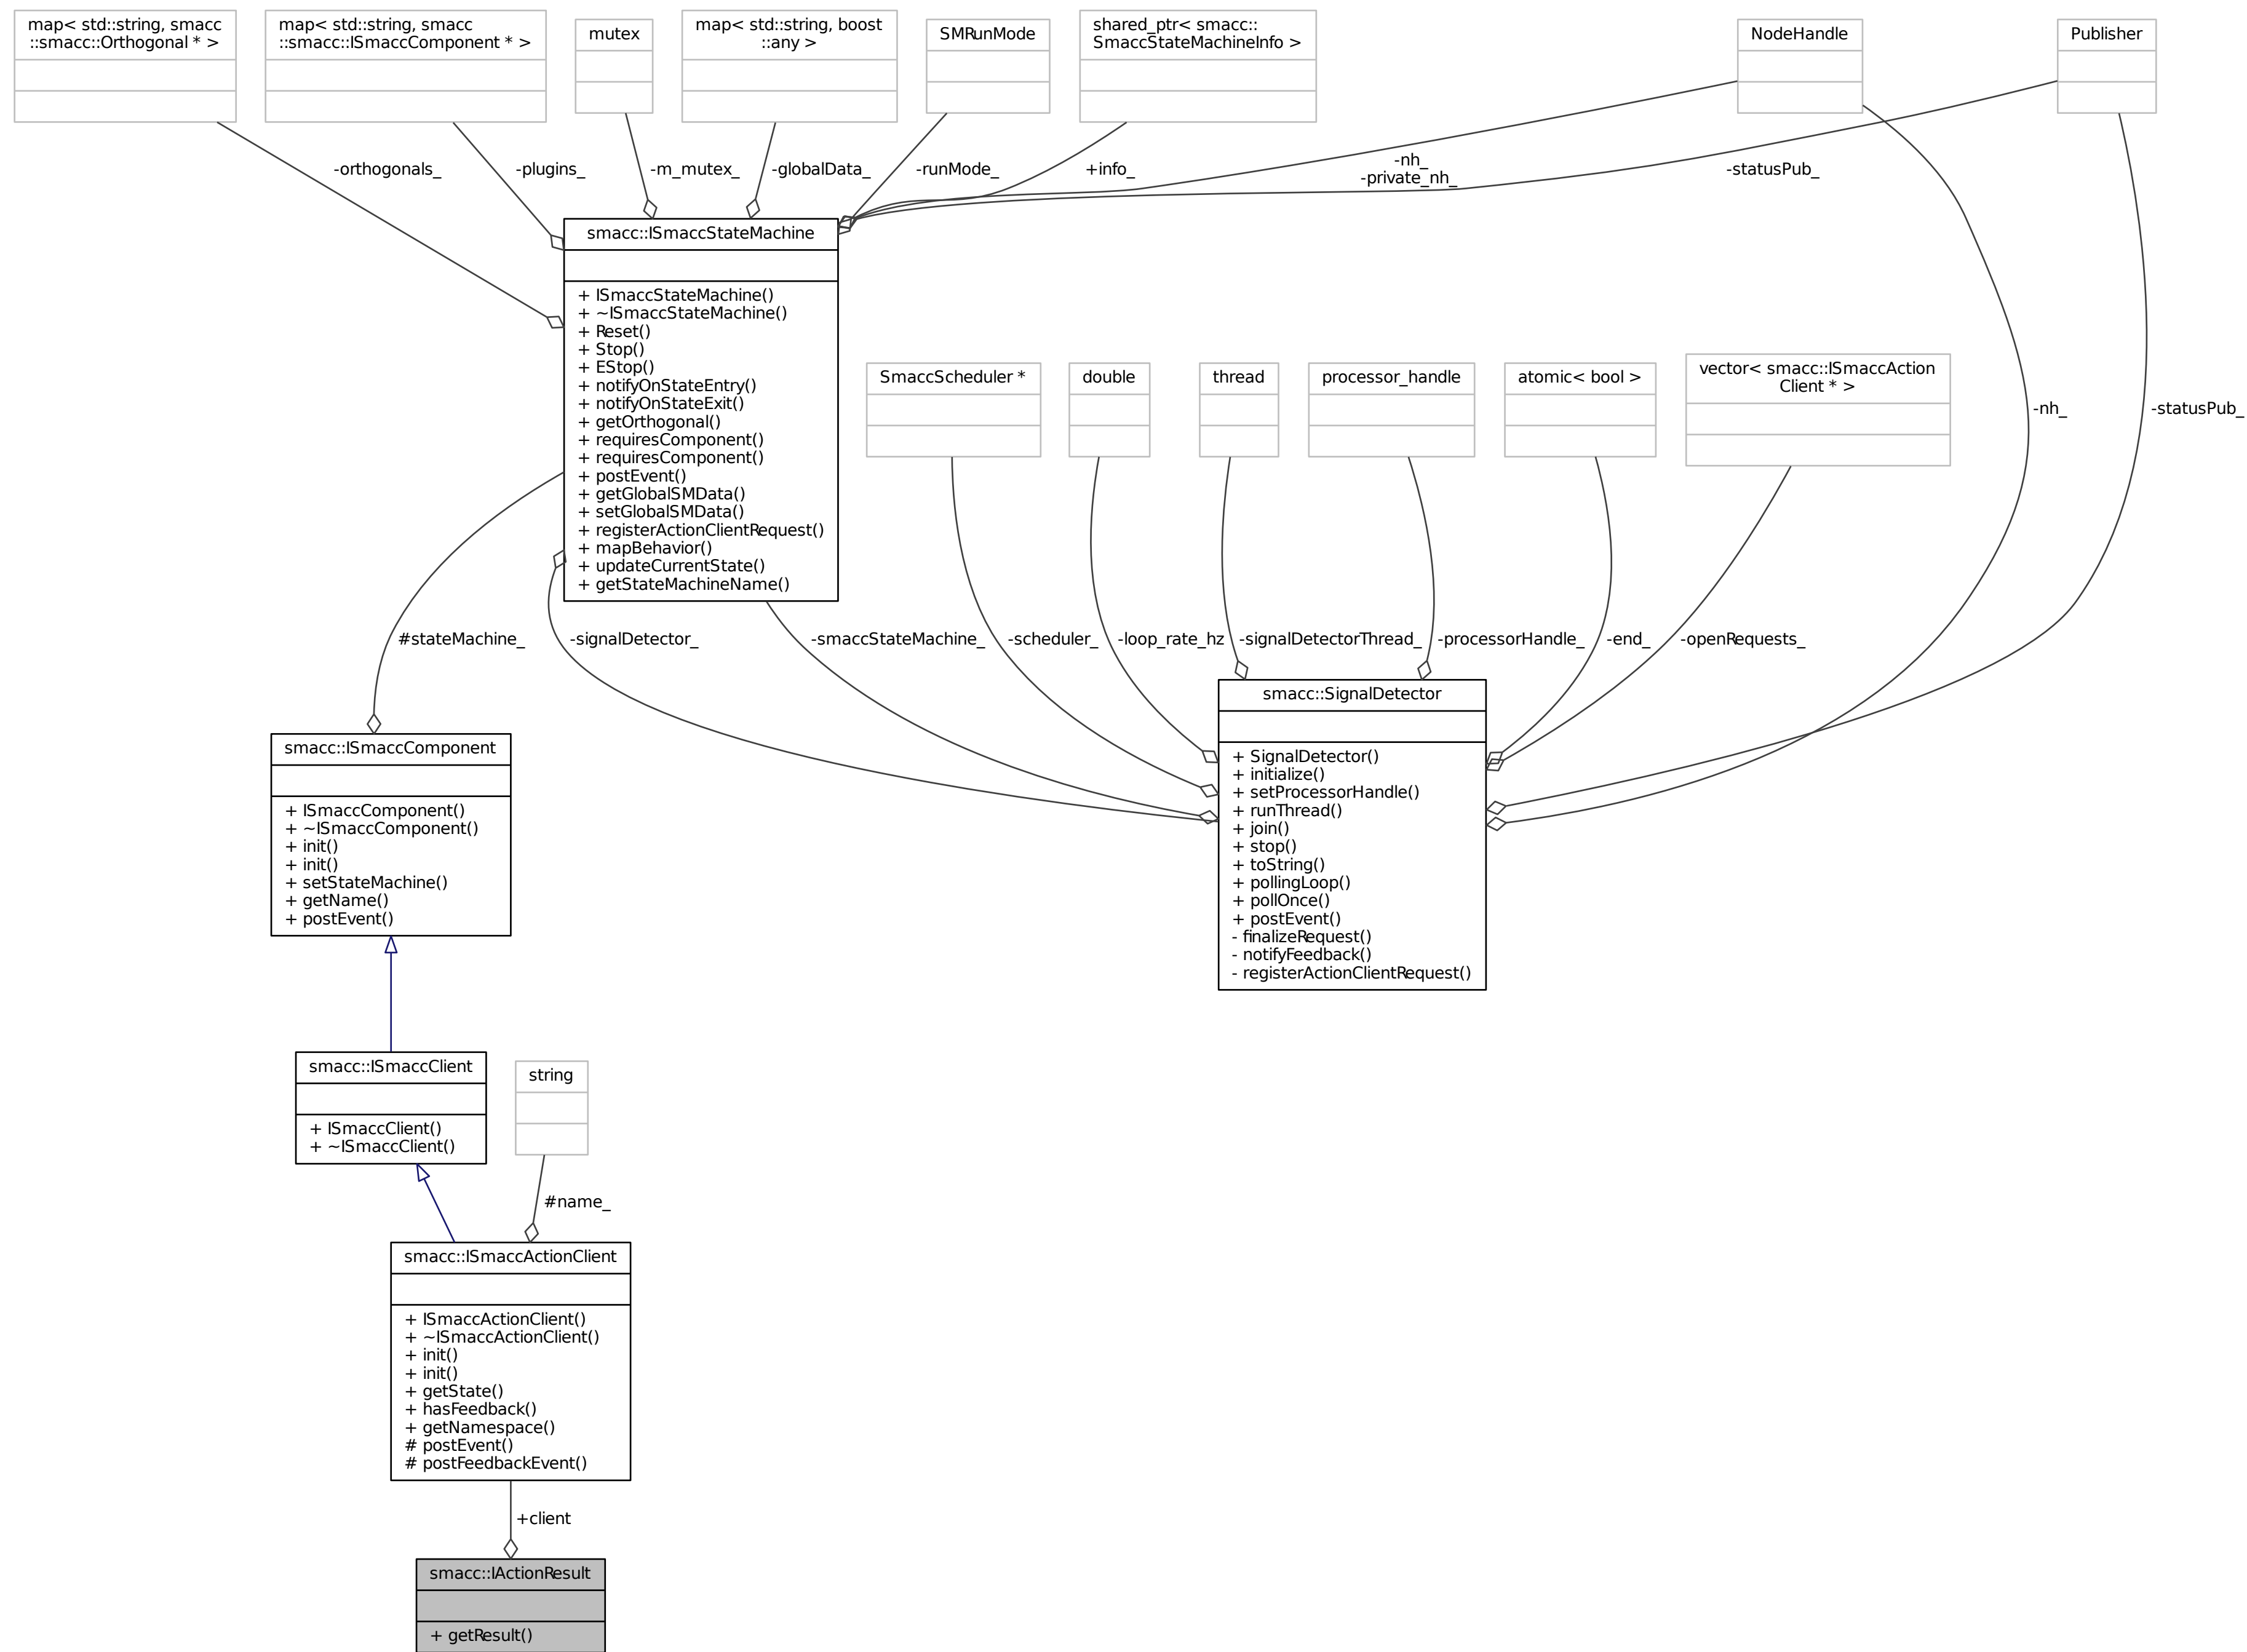 map< std::string, smacc
::smacc::Orthogonal * >
map< std::string, smacc
::smacc::ISmaccComponent * >
mutex
map< std::string, boost
::any >
SMRunMode
shared_ptr< smacc::
SmaccStateMachineInfo >
NodeHandle
Publisher
-orthogonals_
-plugins_
-m_mutex_
-globalData_
-runMode_
+info_
-nh_
-private_nh_
-statusPub_
smacc::ISmaccStateMachine
+ ISmaccStateMachine()
+ ~ISmaccStateMachine()
+ Reset()
+ Stop()
+ EStop()
+ notifyOnStateEntry()
+ notifyOnStateExit()
+ getOrthogonal()
+ requiresComponent()
+ requiresComponent()
+ postEvent()
+ getGlobalSMData()
+ setGlobalSMData()
+ registerActionClientRequest()
+ mapBehavior()
+ updateCurrentState()
+ getStateMachineName()
SmaccScheduler *
double
thread
processor_handle
atomic< bool >
vector< smacc::ISmaccAction
Client * >
-nh_
-statusPub_
#stateMachine_
-signalDetector_
-smaccStateMachine_
-scheduler_
-loop_rate_hz
-signalDetectorThread_
-processorHandle_
-end_
-openRequests_
smacc::SignalDetector
+ SignalDetector()
+ initialize()
+ setProcessorHandle()
+ runThread()
+ join()
+ stop()
+ toString()
+ pollingLoop()
+ pollOnce()
+ postEvent()
- finalizeRequest()
- notifyFeedback()
- registerActionClientRequest()
smacc::ISmaccComponent
+ ISmaccComponent()
+ ~ISmaccComponent()
+ init()
+ init()
+ setStateMachine()
+ getName()
+ postEvent()
smacc::ISmaccClient
+ ISmaccClient()
+ ~ISmaccClient()
string
#name_
smacc::ISmaccActionClient
+ ISmaccActionClient()
+ ~ISmaccActionClient()
+ init()
+ init()
+ getState()
+ hasFeedback()
+ getNamespace()
# postEvent()
# postFeedbackEvent()
+client
smacc::IActionResult
+ getResult()